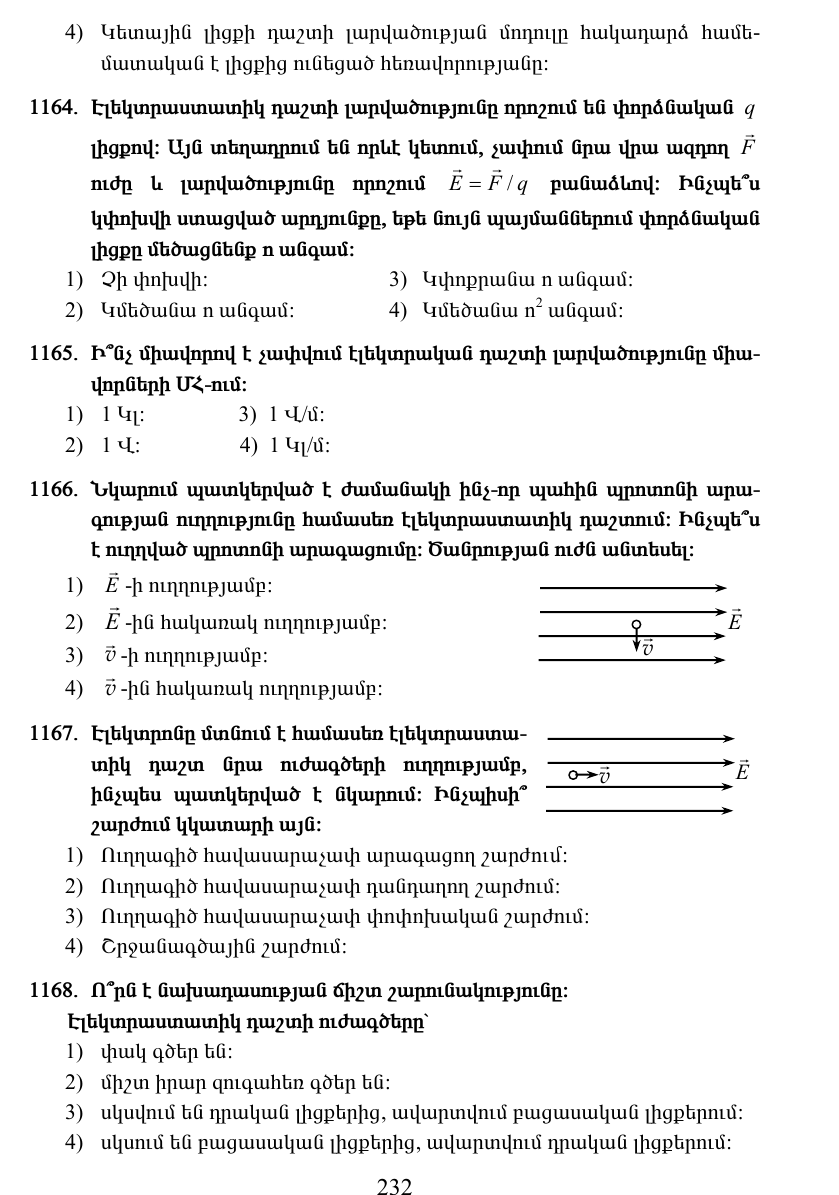 4) Կետային լիցքի դաշտի լարվածության մոդուլը հակադարձ համե-
մատական է լիցքից ունեցած հեռավորությանը:
1164. Էլեկտրաստատիկ դաշտի լարվածությունը որոշում են փորձնական q
լիցքով: Այն տեղադրում են որևէ կետում, չափում նրա վրա ազդող F⃗
ուժը և լարվածությունը որոշում E⃗ = F⃗ / q բանաձևով: Ինչպե՞ս
կփոխվի ստացված արդյունքը, եթե նույն պայմաններում փորձնական
լիցքը մեծացնենք n անգամ:
1) Չի փոխվի: 3) Կփոքրանա n անգամ:
2) Կմեծանա n անգամ: 4) Կմեծանա n² անգամ:
1165. Ի՞նչ միավորով է չափվում էլեկտրական դաշտի լարվածությունը միա-
վորների ՄՀ-ում:
1) 1 Կլ: 3) 1 Վ/մ:
2) 1 Վ: 4) 1 Կլ/մ:
1166. Նկարում պատկերված է ժամանակի ինչ-որ պահին պրոտոնի արա-
գության ուղղությունը համասեռ էլեկտրաստատիկ դաշտում: Ինչպե՞ս
է ուղղված պրոտոնի արագացումը: Ծանրության ուժն անտեսել:
1) E⃗ -ի ուղղությամբ:
2) E⃗ -ին հակառակ ուղղությամբ:
E⃗
3) υ⃗ -ի ուղղությամբ:
υ⃗
4) υ⃗ -ին հակառակ ուղղությամբ:
1167. Էլեկտրոնը մտնում է համասեռ էլեկտրաստա-
տիկ դաշտ նրա ուժագծերի ուղղությամբ,
ինչպես պատկերված է նկարում: Ինչպիսի՞
շարժում կկատարի այն:
υ⃗ E⃗
1) Ուղղագիծ հավասարաչափ արագացող շարժում:
2) Ուղղագիծ հավասարաչափ դանդաղող շարժում:
3) Ուղղագիծ հավասարաչափ փոփոխական շարժում:
4) Շրջանագծային շարժում:
1168. Ո՞րն է նախադասության ճիշտ շարունակությունը:
Էլեկտրաստատիկ դաշտի ուժագծերը՝
1) փակ գծեր են:
2) միշտ իրար զուգահեռ գծեր են:
3) սկսվում են դրական լիցքերից, ավարտվում բացասական լիցքերում:
4) սկսում են բացասական լիցքերից, ավարտվում դրական լիցքերում:
232